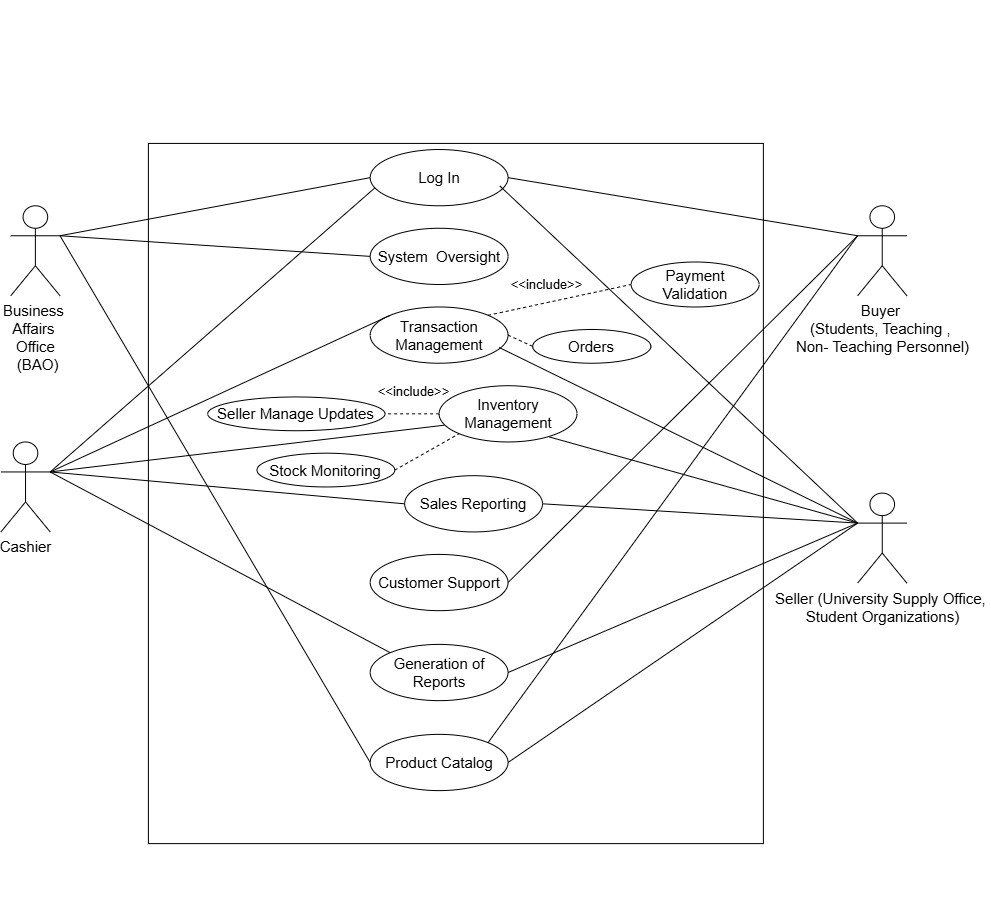 Log In
System  Oversight
<<include>>
Payment
Validation
Transaction
Management
Orders
<<include>>
Seller Manage Updates
Inventory
Management
Stock Monitoring
Sales Reporting
Customer Support
Generation of
Reports
Product Catalog
Business
Affairs
Office
(BAO)
Cashier
Buyer
(Students, Teaching ,
Non- Teaching Personnel)
Seller (University Supply Office,
Student Organizations)